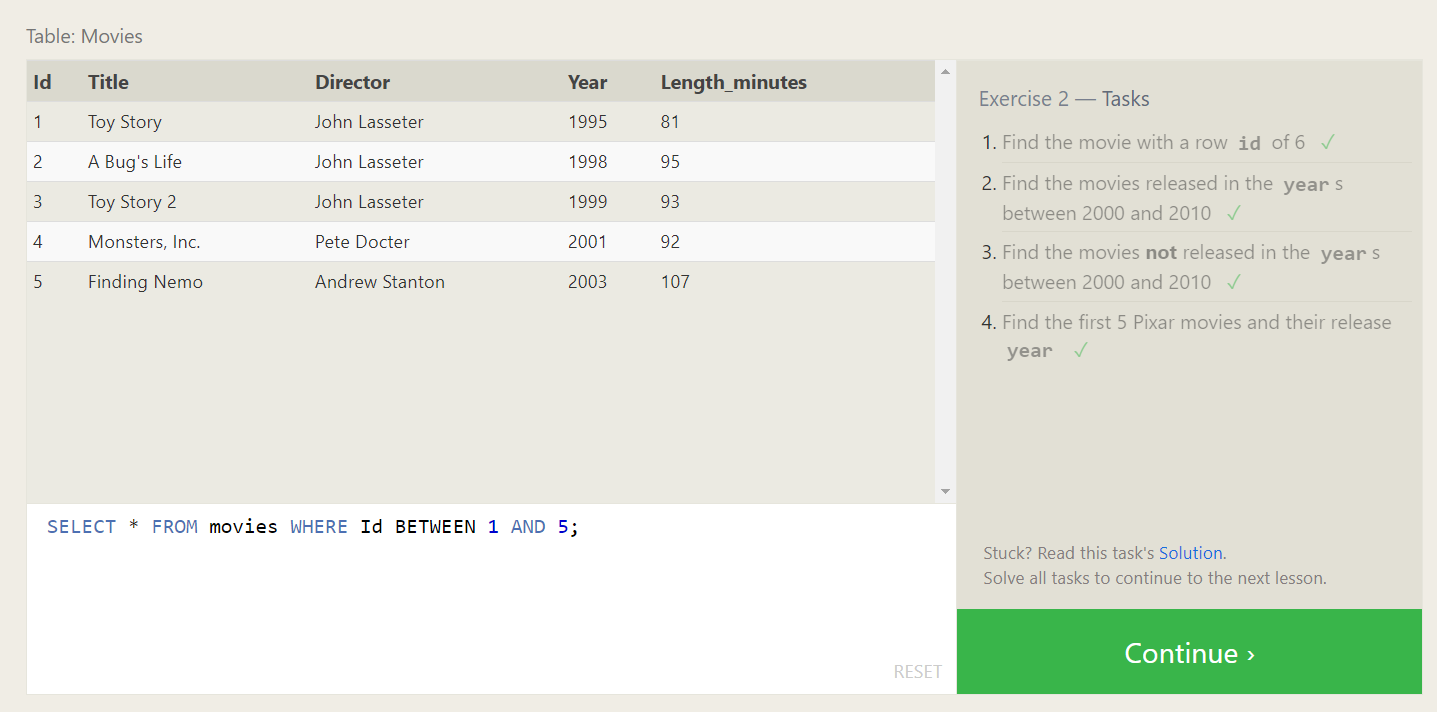 Table: Movies
Id Title Director Year Length_minutes
1 Toy Story John Lasseter 1995 81
2 A Bug's Life John Lasseter 1998 95
3 Toy Story 2 John Lasseter 1999 93
4 Monsters, Inc. Pete Docter 2001 92
5 Finding Nemo Andrew Stanton 2003 107
SELECT * FROM movies WHERE Id BETWEEN 1 AND 5;
RESET
Exercise 2 — Tasks
1. Find the movie with a row id of 6 ✓
2. Find the movies released in the year s
between 2000 and 2010 ✓
3. Find the movies not released in the year s
between 2000 and 2010 ✓
4. Find the first 5 Pixar movies and their release
year ✓
Stuck? Read this task's Solution.
Solve all tasks to continue to the next lesson.
Continue ›